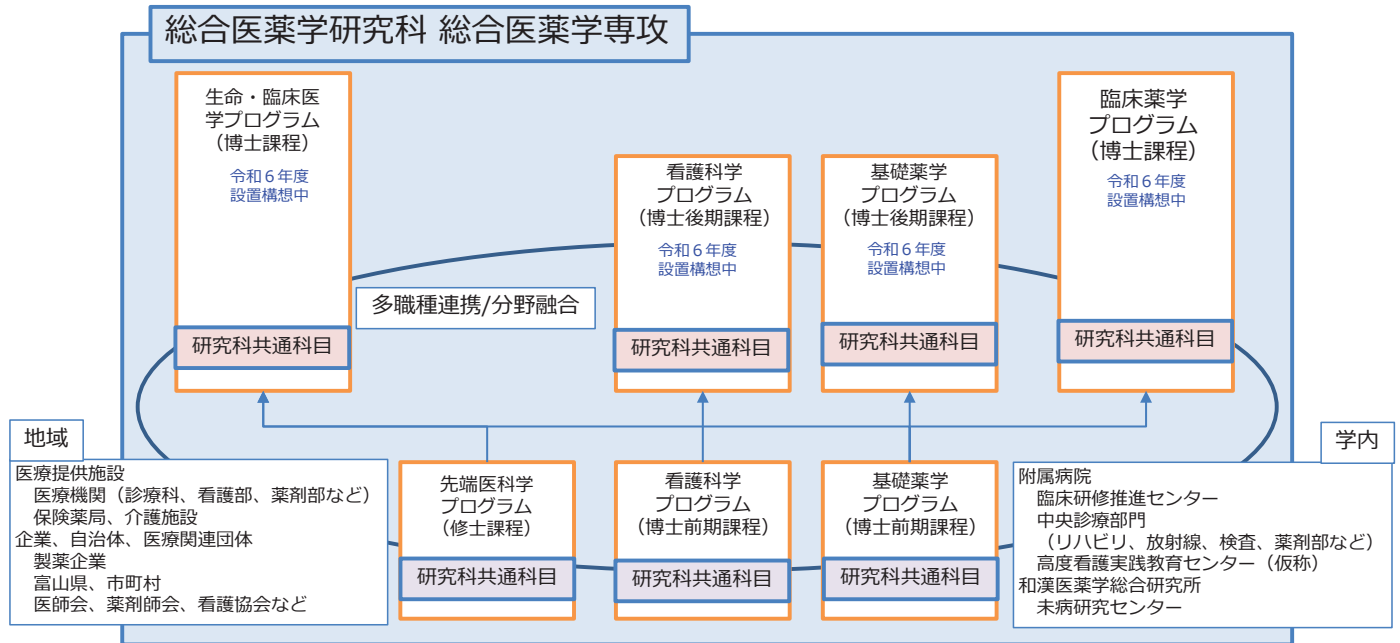 総合医薬学研究科 総合医薬学専攻
生命・臨床医
学プログラム
(博士課程)
令和６年度
設置構想中
研究科共通科目
看護科学
プログラム
(博士後期課程)
令和６年度
設置構想中
研究科共通科目
基礎薬学
プログラム
(博士後期課程)
令和６年度
設置構想中
研究科共通科目
臨床薬学
プログラム
(博士課程)
令和６年度
設置構想中
研究科共通科目
多職種連携/分野融合
地域
医療提供施設
医療機関（診療科、看護部、薬剤部など）
保険薬局、介護施設
企業、自治体、医療関連団体
製薬企業
富山県、市町村
医師会、薬剤師会、看護協会など
先端医科学
プログラム
(修士課程)
研究科共通科目
看護科学
プログラム
(博士前期課程)
研究科共通科目
基礎薬学
プログラム
(博士前期課程)
研究科共通科目
学内
附属病院
臨床研修推進センター
中央診療部門
（リハビリ、放射線、検査、薬剤部など）
高度看護実践教育センター（仮称）
和漢医薬学総合研究所
未病研究センター